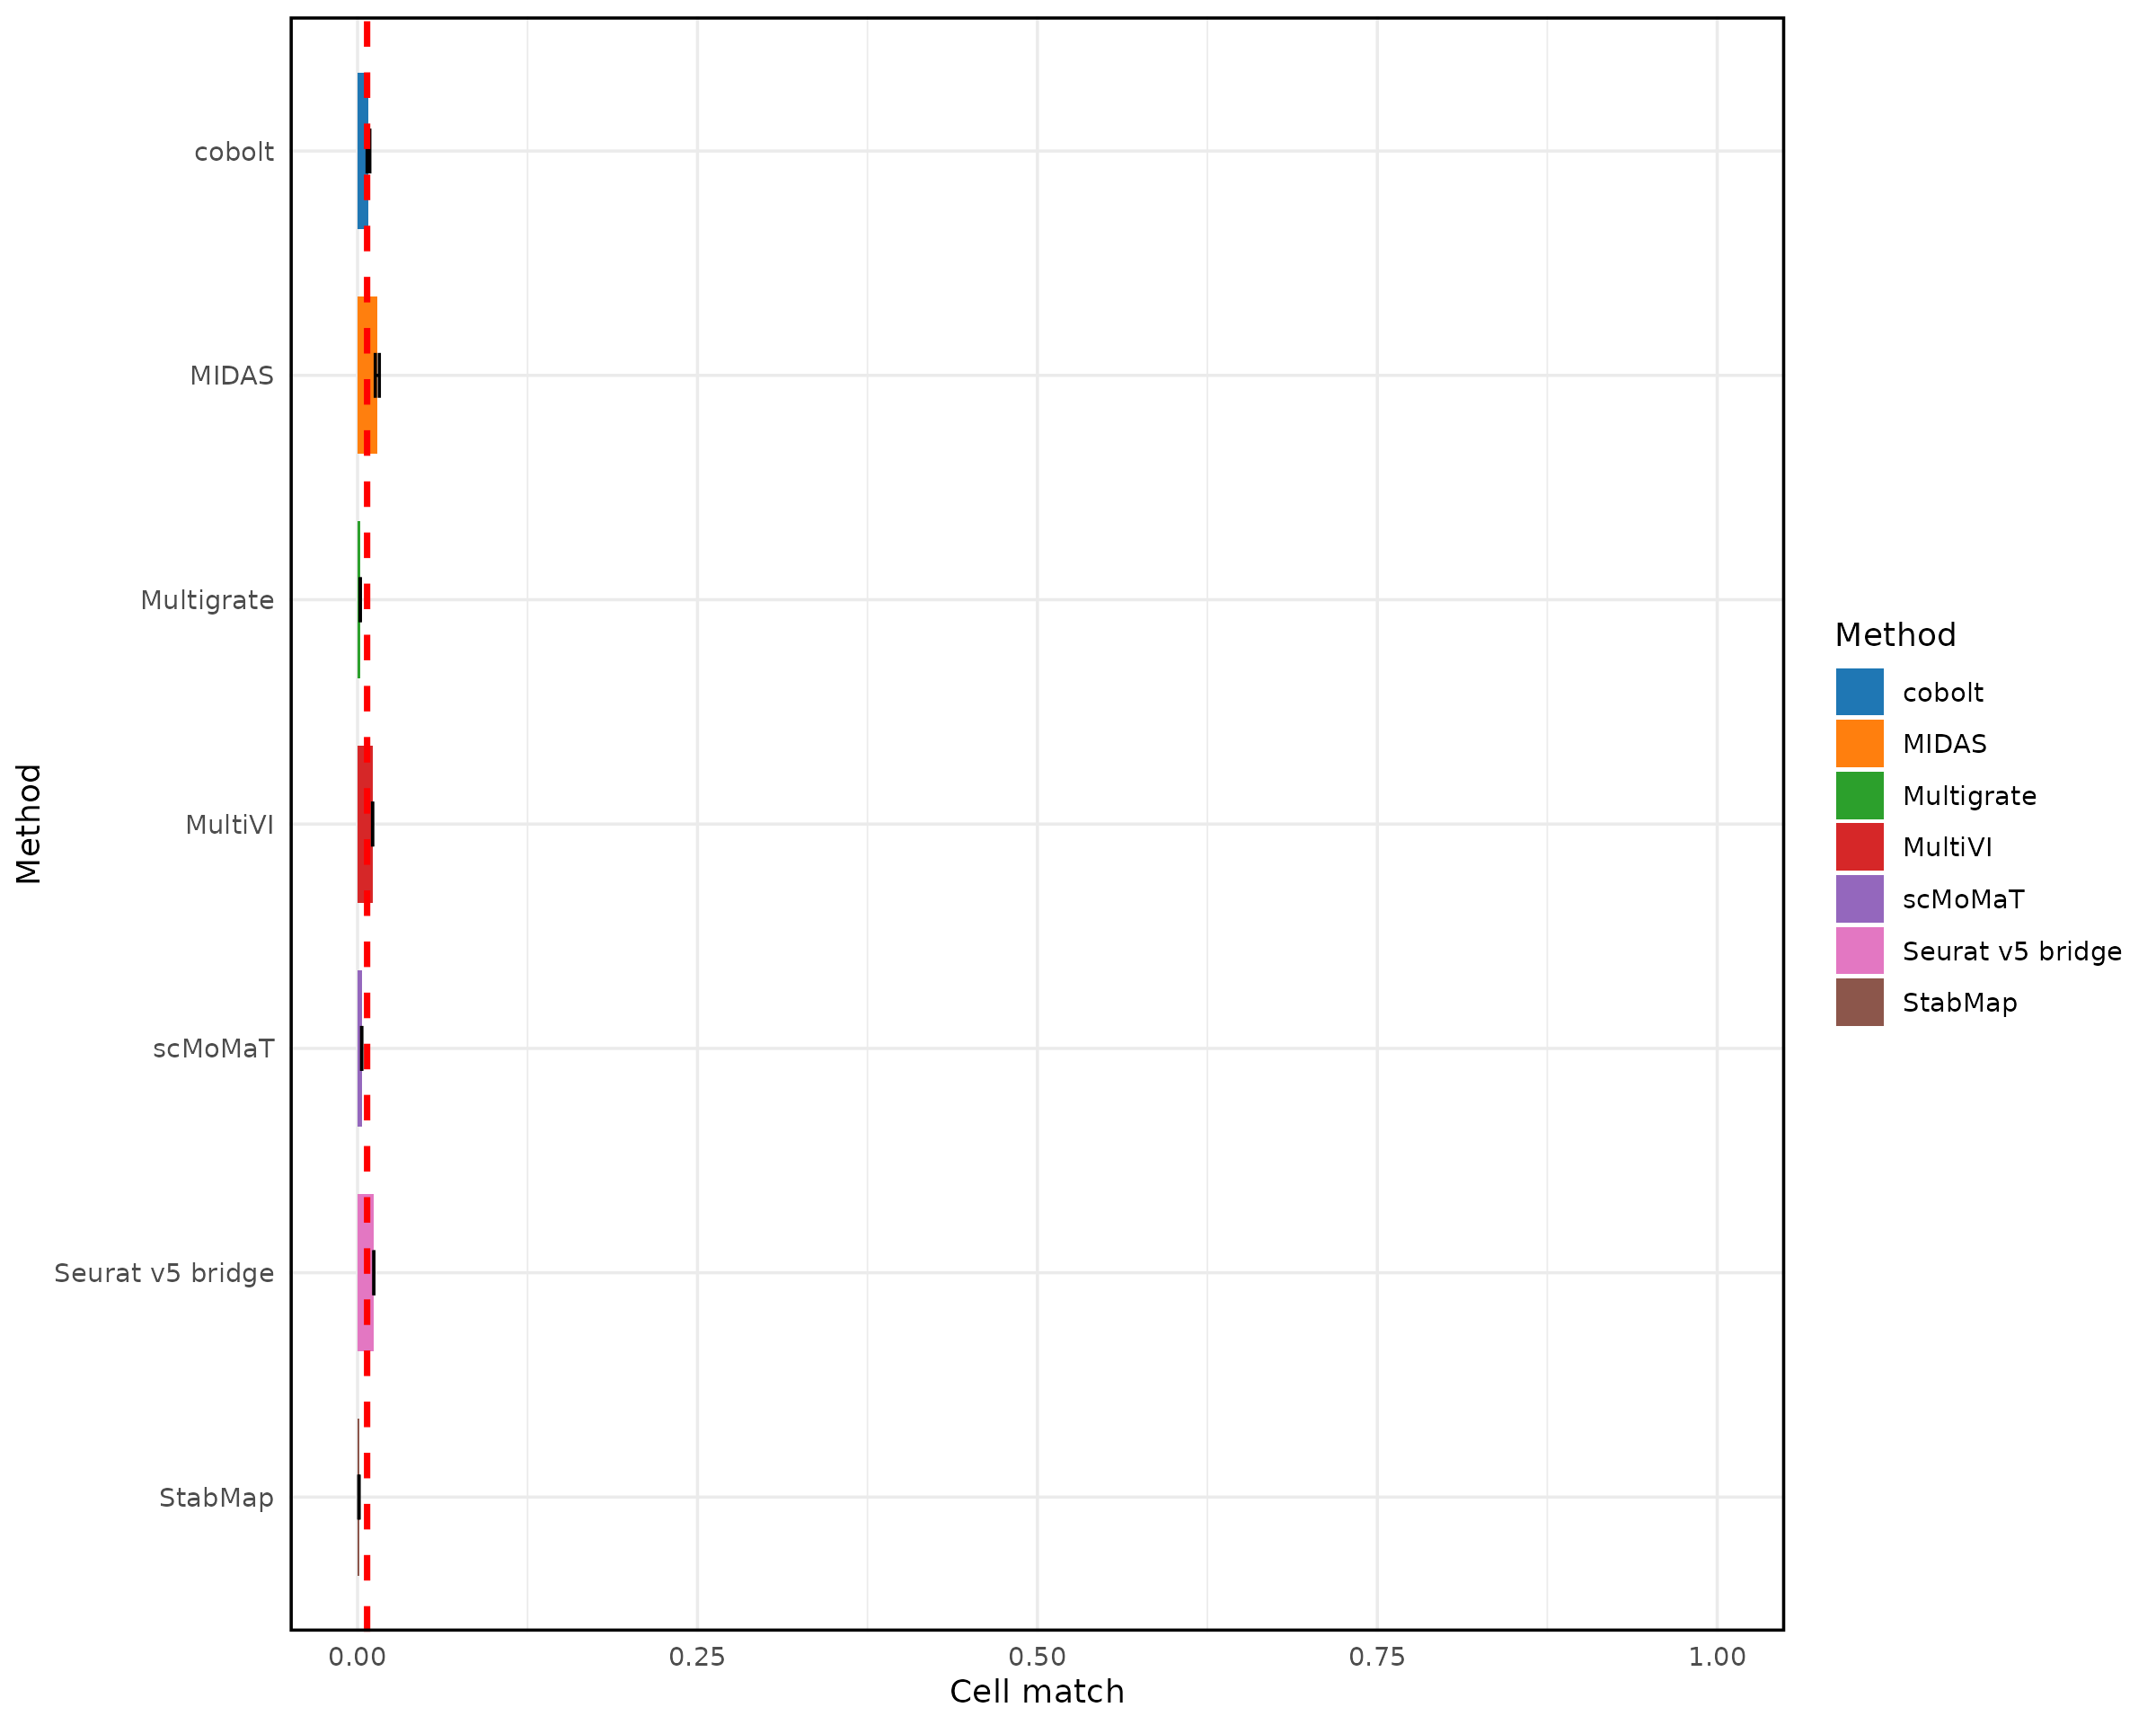 Method
cobolt
MIDAS
Multigrate
MultiVI
scMoMaT
Seurat v5 bridge
StabMap
0.00 0.25 0.50 0.75 1.00
Cell match
Method
cobolt
MIDAS
Multigrate
MultiVI
scMoMaT
Seurat v5 bridge
StabMap